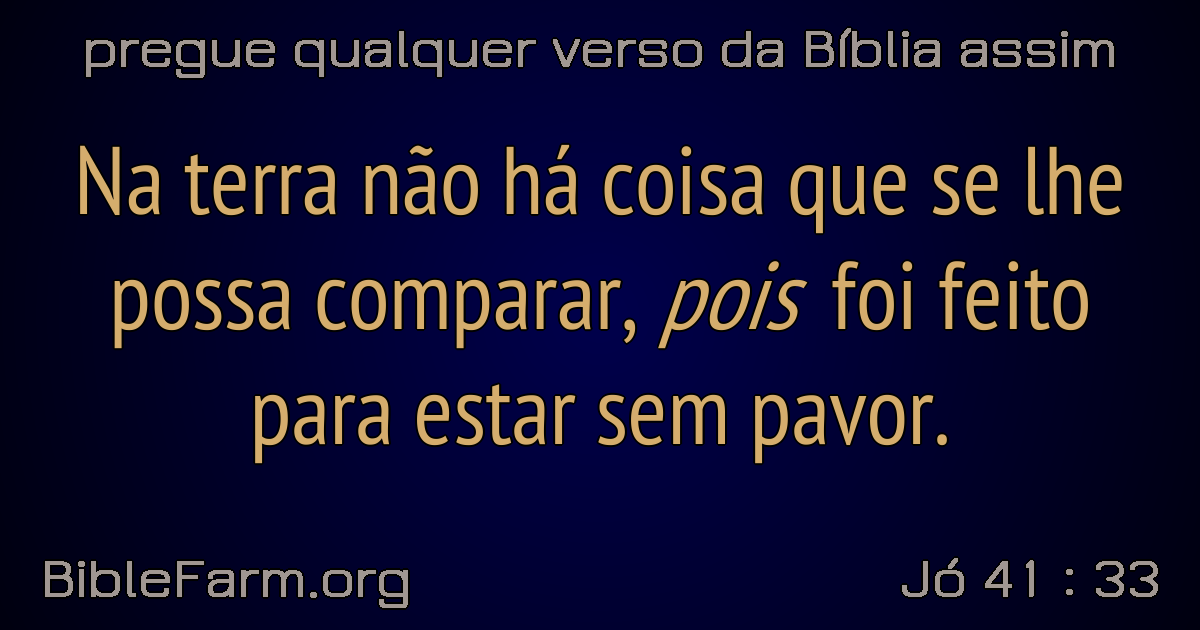 pregue qualquer verso da Bíblia assim
Na terra não há coisa que se lhe
possa comparar, pois foi feito
para estar sem pavor.
BibleFarm.org
Jó 41 : 33